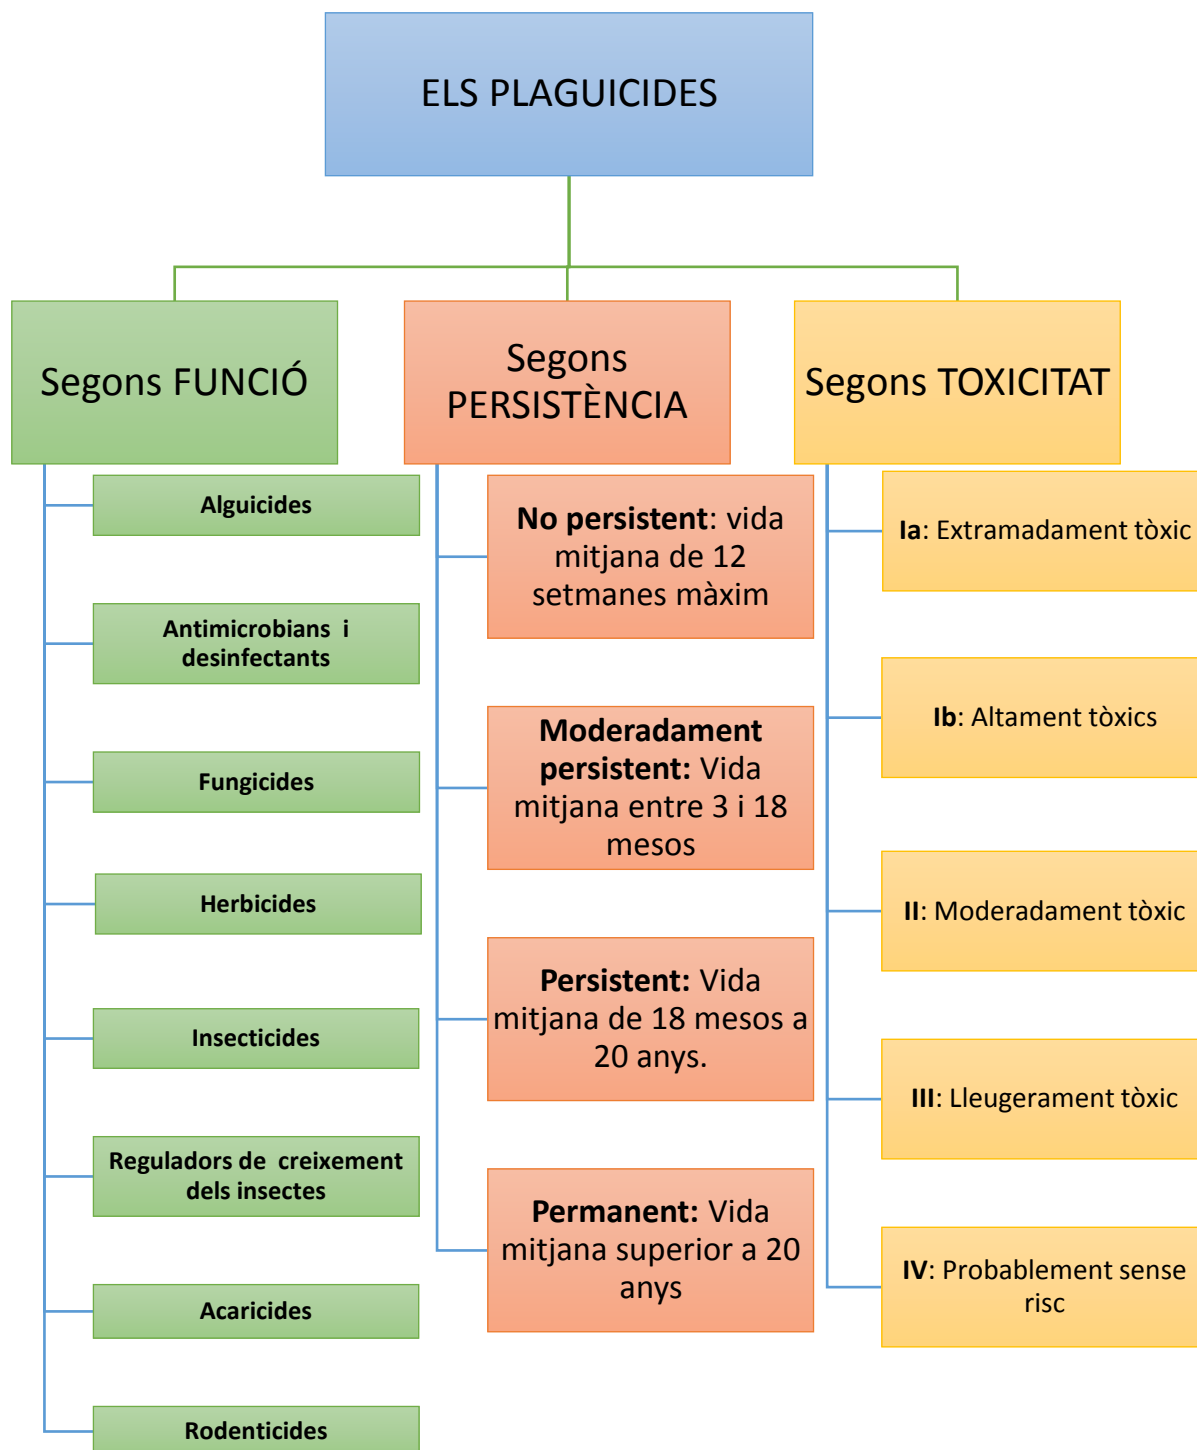 ELS PLAGUICIDES
Segons FUNCIÓ
Alguicides
Antimicrobians i
desinfectants
Fungicides
Herbicides
Insecticides
Reguladors de creixement
dels insectes
Acaricides
Rodenticides
Segons
PERSISTÈNCIA
No persistent: vida
mitjana de 12
setmanes màxim
Moderadament
persistent: Vida
mitjana entre 3 i 18
mesos
Persistent: Vida
mitjana de 18 mesos a
20 anys.
Permanent: Vida
mitjana superior a 20
anys
Segons TOXICITAT
Ia: Extramadament tòxic
Ib: Altament tòxics
II: Moderadament tòxic
III: Lleugerament tòxic
IV: Probablement sense
risc